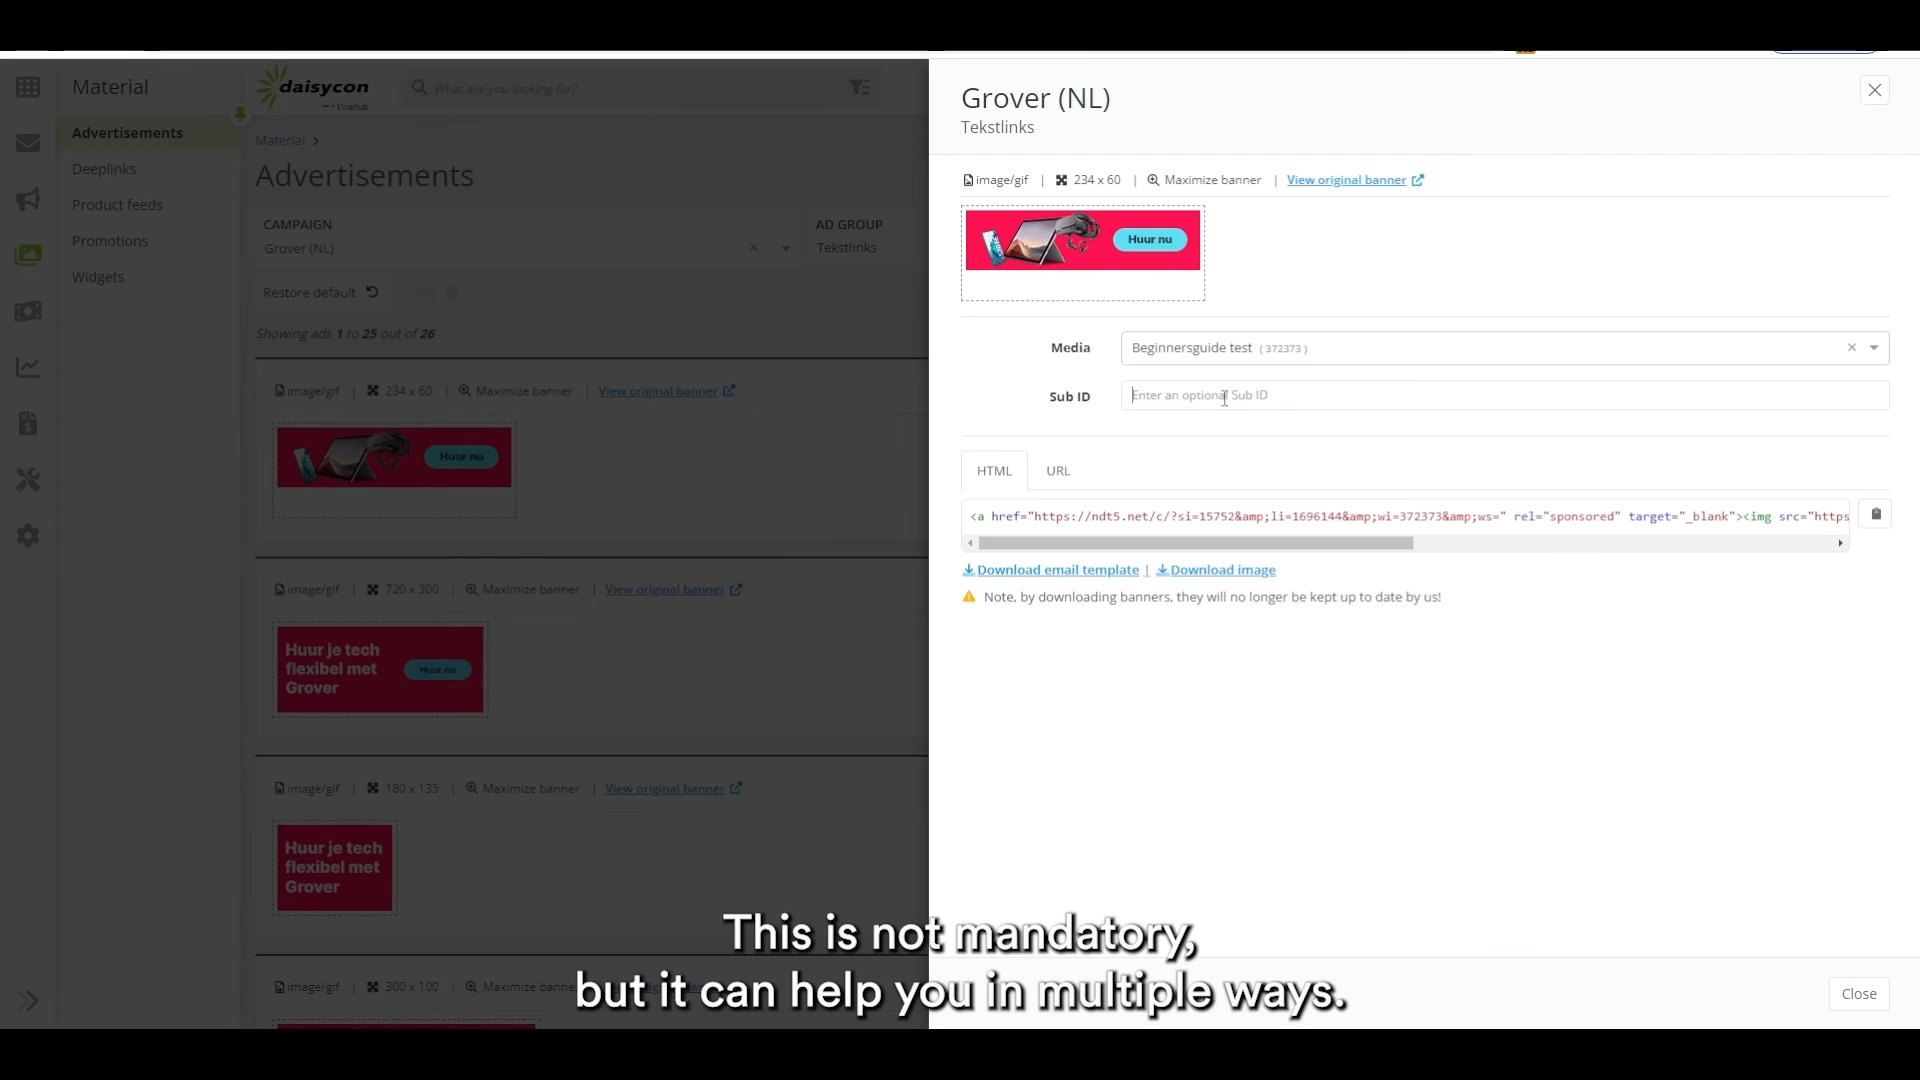 Material
Advertisements
Deeplinks
Product feeds
Promotions
Widgets
daisycon
What are you looking for?
Material
Advertisements
CAMPAIGN
Grover (NL)
AD GROUP
Tekstlinks
Restore default
Clear
Showing ads 1 to 25 out of 26
image/gif | 234 x 60 | Maximize banner | View original banner
Huur nu
image/gif | 720 x 300 | Maximize banner | View original banner
Huur je tech
flexibel met
Grover
Huur nu
image/gif | 180 x 135 | Maximize banner | View original banner
Huur je tech
flexibel met
Grover
image/gif | 300 x 100 | Maximize banner
Grover (NL)
Tekstlinks
image/gif | 234 x 60 | Maximize banner | View original banner
Huur nu
Media
Beginnersguide test (372373)
Sub ID
Enter an optional Sub ID
HTML
URL
<a href="https://ndt5.net/c/?si=15752&amp;li=1696144&amp;wi=372373&amp;ws=" rel="sponsored" target="_blank"><img src="https
Download email template | Download image
Note, by downloading banners, they will no longer be kept up to date by us!
Close
This is not mandatory,
but it can help you in multiple ways.